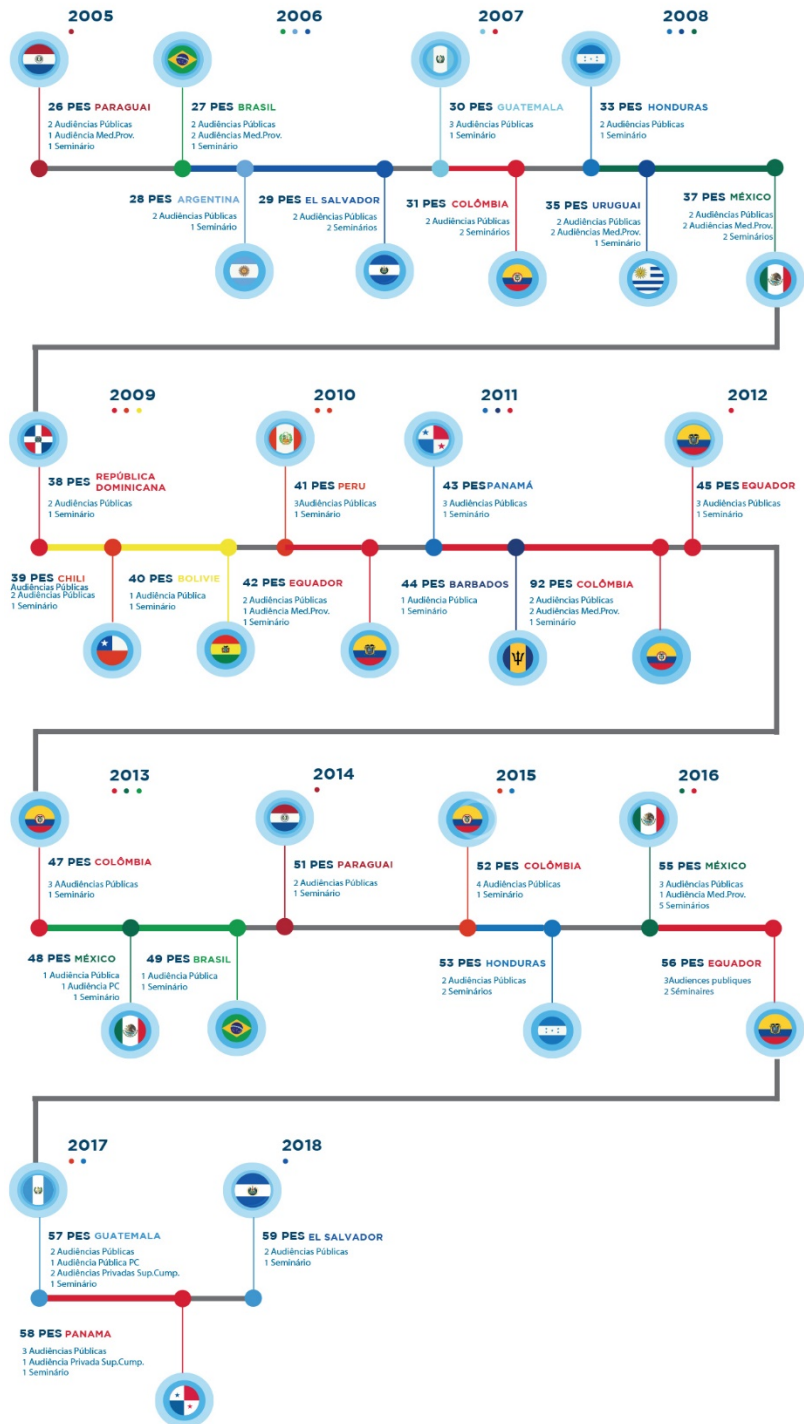 2005
2006
2007
2008
26 PES PARAGUAI
2 Audiências Públicas
1 Audiência Med.Prov.
1 Seminário
27 PES BRASIL
2 Audiências Públicas
2 Audiências Med.Prov.
1 Seminário
30 PES GUATEMALA
3 Audiências Públicas
1 Seminário
33 PES HONDURAS
2 Audiências Públicas
1 Seminário
28 PES ARGENTINA
2 Audiências Públicas
1 Seminário
29 PES EL SALVADOR
2 Audiências Públicas
2 Seminários
31 PES COLÔMBIA
2 Audiências Públicas
2 Seminários
35 PES URUGUAI
2 Audiências Públicas
2 Audiências Med.Prov.
1 Seminário
37 PES MÉXICO
2 Audiências Públicas
2 Audiências Med.Prov.
2 Seminários
2009
2010
2011
2012
38 PES REPÚBLICA
DOMINICANA
2 Audiências Públicas
1 Seminário
41 PES PERU
3Audiências Públicas
1 Seminário
43 PES PANAMÁ
3 Audiências Públicas
1 Seminário
45 PES EQUADOR
3 Audiências Públicas
1 Seminário
39 PES CHILI
Audiências Públicas
2 Audiências Públicas
1 Seminário
40 PES BOLIVIE
1 Audiência Pública
1 Seminário
42 PES EQUADOR
2 Audiências Públicas
1 Audiência Med.Prov.
1 Seminário
44 PES BARBADOS
1 Audiência Pública
1 Seminário
92 PES COLÔMBIA
2 Audiências Públicas
2 Audiências Med.Prov.
1 Seminário
2013
2014
2015
2016
47 PES COLÔMBIA
3 AAudiências Públicas
1 Seminário
51 PES PARAGUAI
2 Audiências Públicas
1 Seminário
52 PES COLÔMBIA
4 Audiências Públicas
1 Seminário
55 PES MÉXICO
3 Audiências Públicas
1 Audiência Med.Prov.
5 Seminários
48 PES MÉXICO
1 Audiência Pública
1 Audiência PC
1 Seminário
49 PES BRASIL
1 Audiência Pública
1 Seminário
53 PES HONDURAS
2 Audiências Públicas
2 Seminários
56 PES EQUADOR
3Audiences publiques
2 Séminaires
2017
2018
57 PES GUATEMALA
2 Audiências Públicas
1 Audiência Pública PC
2 Audiências Privadas Sup.Cump.
1 Seminário
59 PES EL SALVADOR
2 Audiências Públicas
1 Seminário
58 PES PANAMA
3 Audiências Públicas
1 Audiência Privada Sup.Cump.
1 Seminário